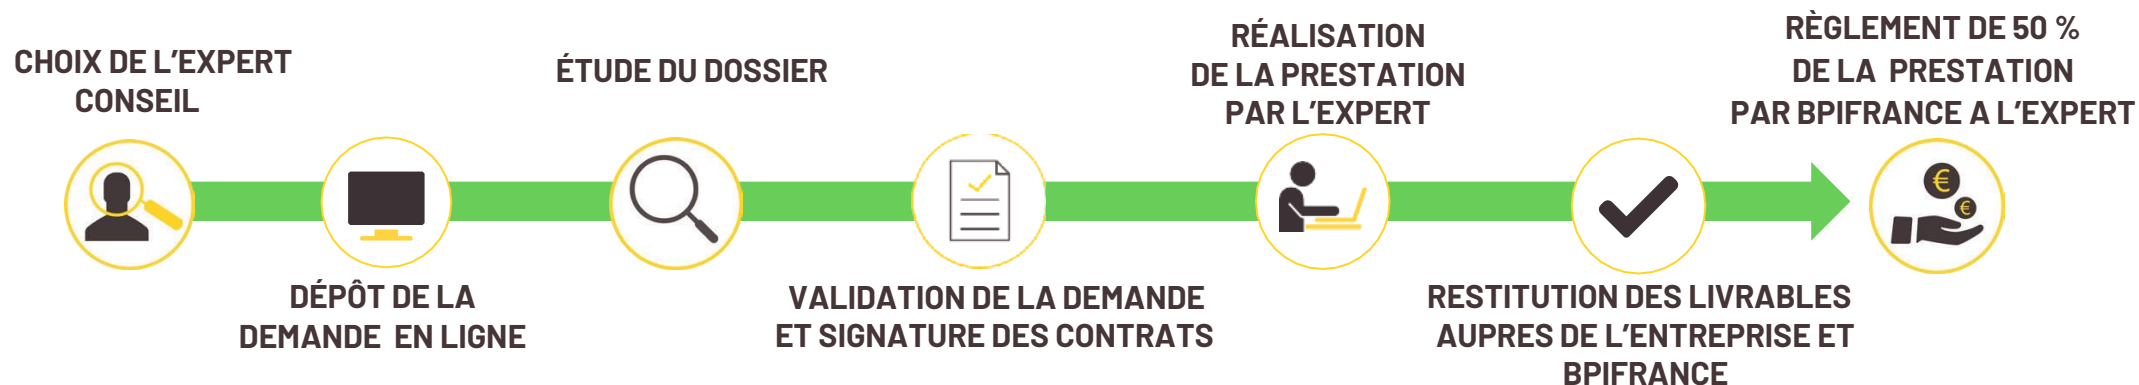 CHOIX DE L'EXPERT
CONSEIL
DÉPÔT DE LA
DEMANDE EN LIGNE
ÉTUDE DU DOSSIER
VALIDATION DE LA DEMANDE
ET SIGNATURE DES CONTRATS
RÉALISATION
DE LA PRESTATION
PAR L'EXPERT
RESTITUTION DES LIVRABLES
AUPRES DE L'ENTREPRISE ET
BPIFRANCE
RÈGLEMENT DE 50 %
DE LA PRESTATION
PAR BPIFRANCE A L'EXPERT
€
€